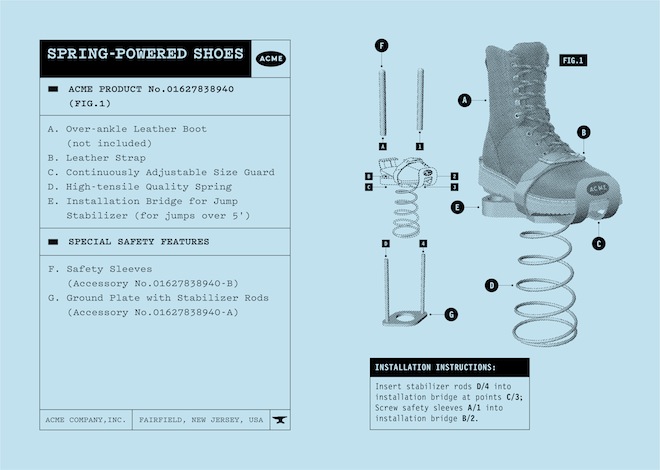 SPRING-POWERED SHOES
ACME
ACME PRODUCT No.01627838940
(FIG.1)
A. Over-ankle Leather Boot
(not included)
B. Leather Strap
C. Continuously Adjustable Size Guard
D. High-tensile Quality Spring
E. Installation Bridge for Jump
Stabilizer (for jumps over 5')
SPECIAL SAFETY FEATURES
F. Safety Sleeves
(Accessory No.01627838940-B)
G. Ground Plate with Stabilizer Rods
(Accessory No.01627838940-A)
ACME COMPANY,INC.
FAIRFIELD, NEW JERSEY, USA
F
A
1
B
2
C
3
D
4
G
FIG.1
A
B
ACME
E
C
D
INSTALLATION INSTRUCTIONS:
Insert stabilizer rods D/4 into
installation bridge at points C/3;
Screw safety sleeves A/1 into
installation bridge B/2.